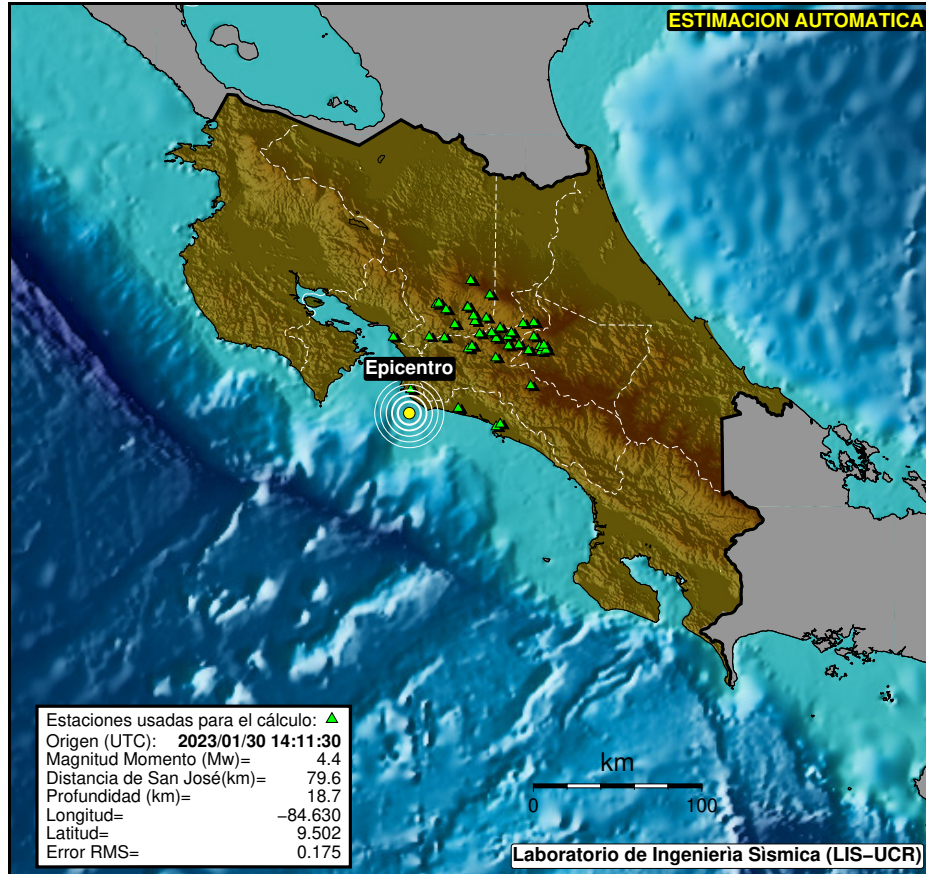 ESTIMACION AUTOMATICA
Epicentro
Estaciones usadas para el cálculo:
Origen (UTC): 2023/01/30 14:11:30
Magnitud Momento (Mw)= 4.4
Distancia de San José(km)= 79.6
Profundidad (km)= 18.7
Longitud= −84.630
Latitud= 9.502
Error RMS= 0.175
km
0 100
Laboratorio de Ingenierìa Sìsmica (LIS−UCR)